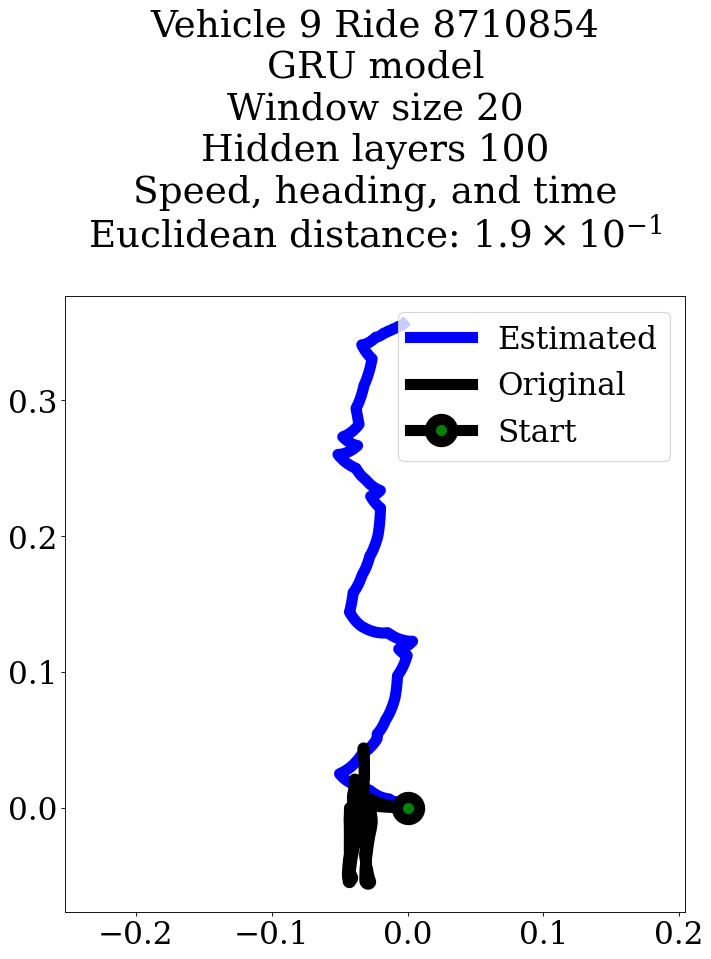 Vehicle 9 Ride 8710854
GRU model
Window size 20
Hidden layers 100
Speed, heading, and time
Euclidean distance: 1.9 × 10⁻¹
Estimated
Original
Start
0.3
0.2
0.1
0.0
−0.2 −0.1 0.0 0.1 0.2